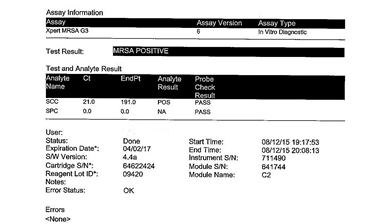 Assay Information
Assay Assay Version Assay Type
Xpert MRSA G3 6 In Vitro Diagnostic
Test Result: MRSA POSITIVE
Test and Analyte Result
Analyte Name Ct EndPt Analyte Result Probe Check Result
SCC 21.0 191.0 POS PASS
SPC 0.0 0.0 NA PASS
User:
Status: Done Start Time: 08/12/15 19:17:53
Expiration Date*: 04/02/17 End Time: 08/12/15 20:08:13
S/W Version: 4.4a Instrument S/N: 711490
Cartridge S/N*: 64622424 Module S/N: 641744
Reagent Lot ID*: 09420 Module Name: C2
Notes:
Error Status: OK
Errors
<None>